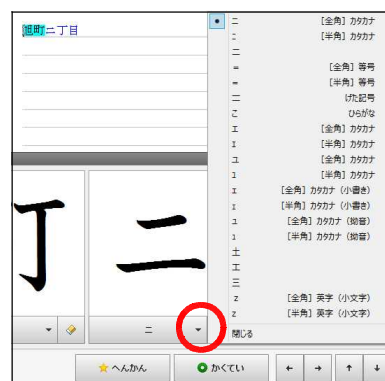 旭町ニ丁目
丁 ニ
ニ
へんかん
かくてい
← → ↑ ↓
ニ [全角] カタカナ
ﾆ [半角] カタカナ
二
＝ [全角] 等号
= [半角] 等号
〓 げた記号
こ ひらがな
エ [全角] カタカナ
ｴ [半角] カタカナ
ユ [全角] カタカナ
ﾕ [半角] カタカナ
ェ [全角] カタカナ (小書き)
ｪ [半角] カタカナ (小書き)
ュ [全角] カタカナ (拗音)
ｭ [半角] カタカナ (拗音)
土
工
三
ｚ [全角] 英字 (小文字)
z [半角] 英字 (小文字)
閉じる